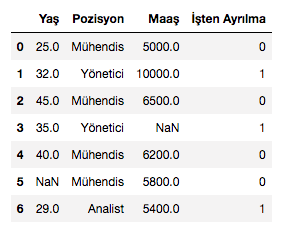 Yaş Pozisyon Maaş İşten Ayrılma
0 25.0 Mühendis 5000.0 0
1 32.0 Yönetici 10000.0 1
2 45.0 Mühendis 6500.0 0
3 35.0 Yönetici NaN 1
4 40.0 Mühendis 6200.0 0
5 NaN Mühendis 5800.0 0
6 29.0 Analist 5400.0 1